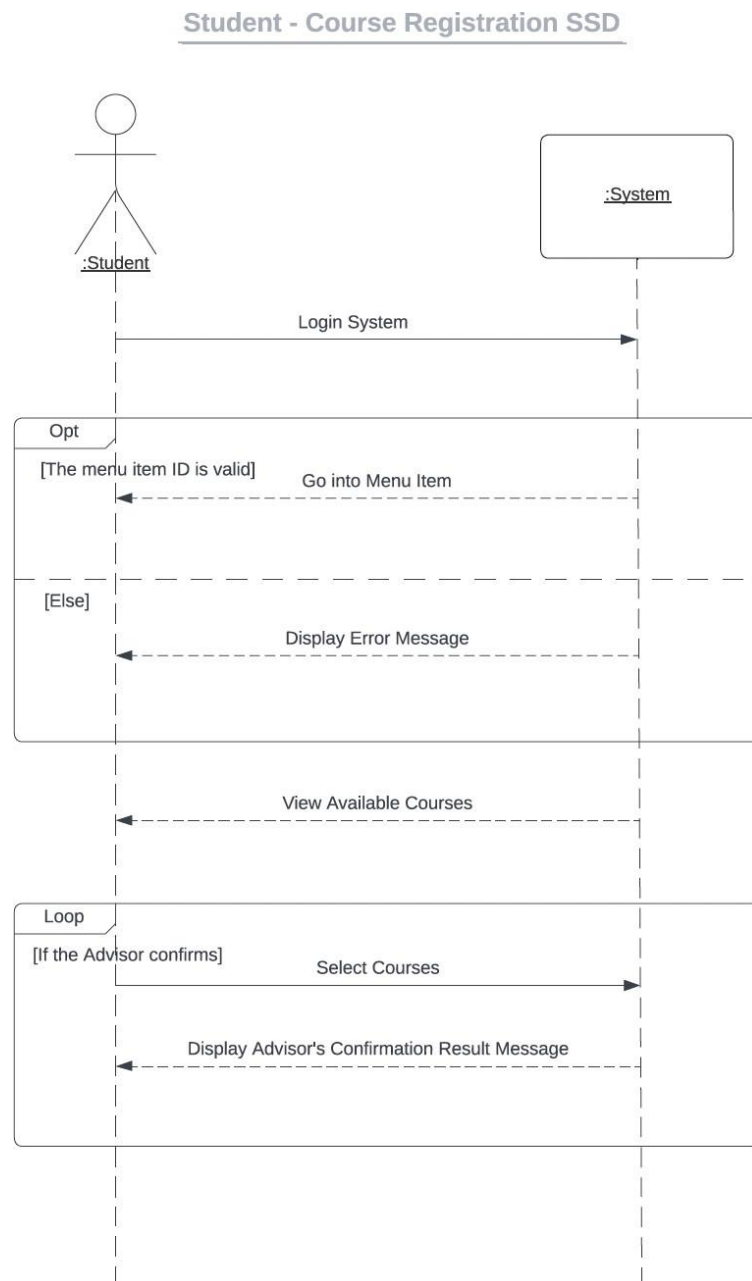 Student - Course Registration SSD
:System
:Student
Login System
Opt
[The menu item ID is valid]
Go into Menu Item
[Else]
Display Error Message
View Available Courses
Loop
[If the Advisor confirms]
Select Courses
Display Advisor's Confirmation Result Message